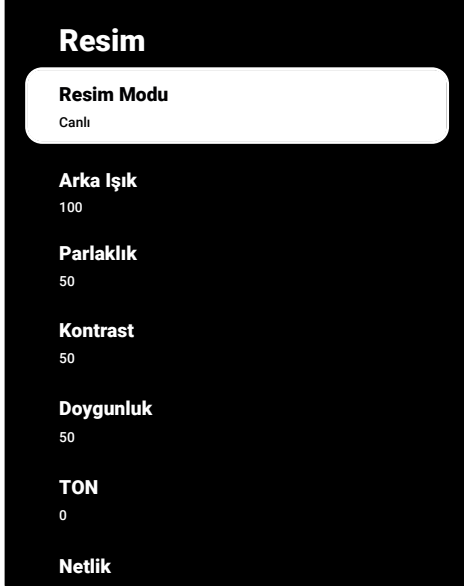 Resim
Resim Modu
Canlı
Arka Işık
100
Parlaklık
50
Kontrast
50
Doygunluk
50
TON
0
Netlik